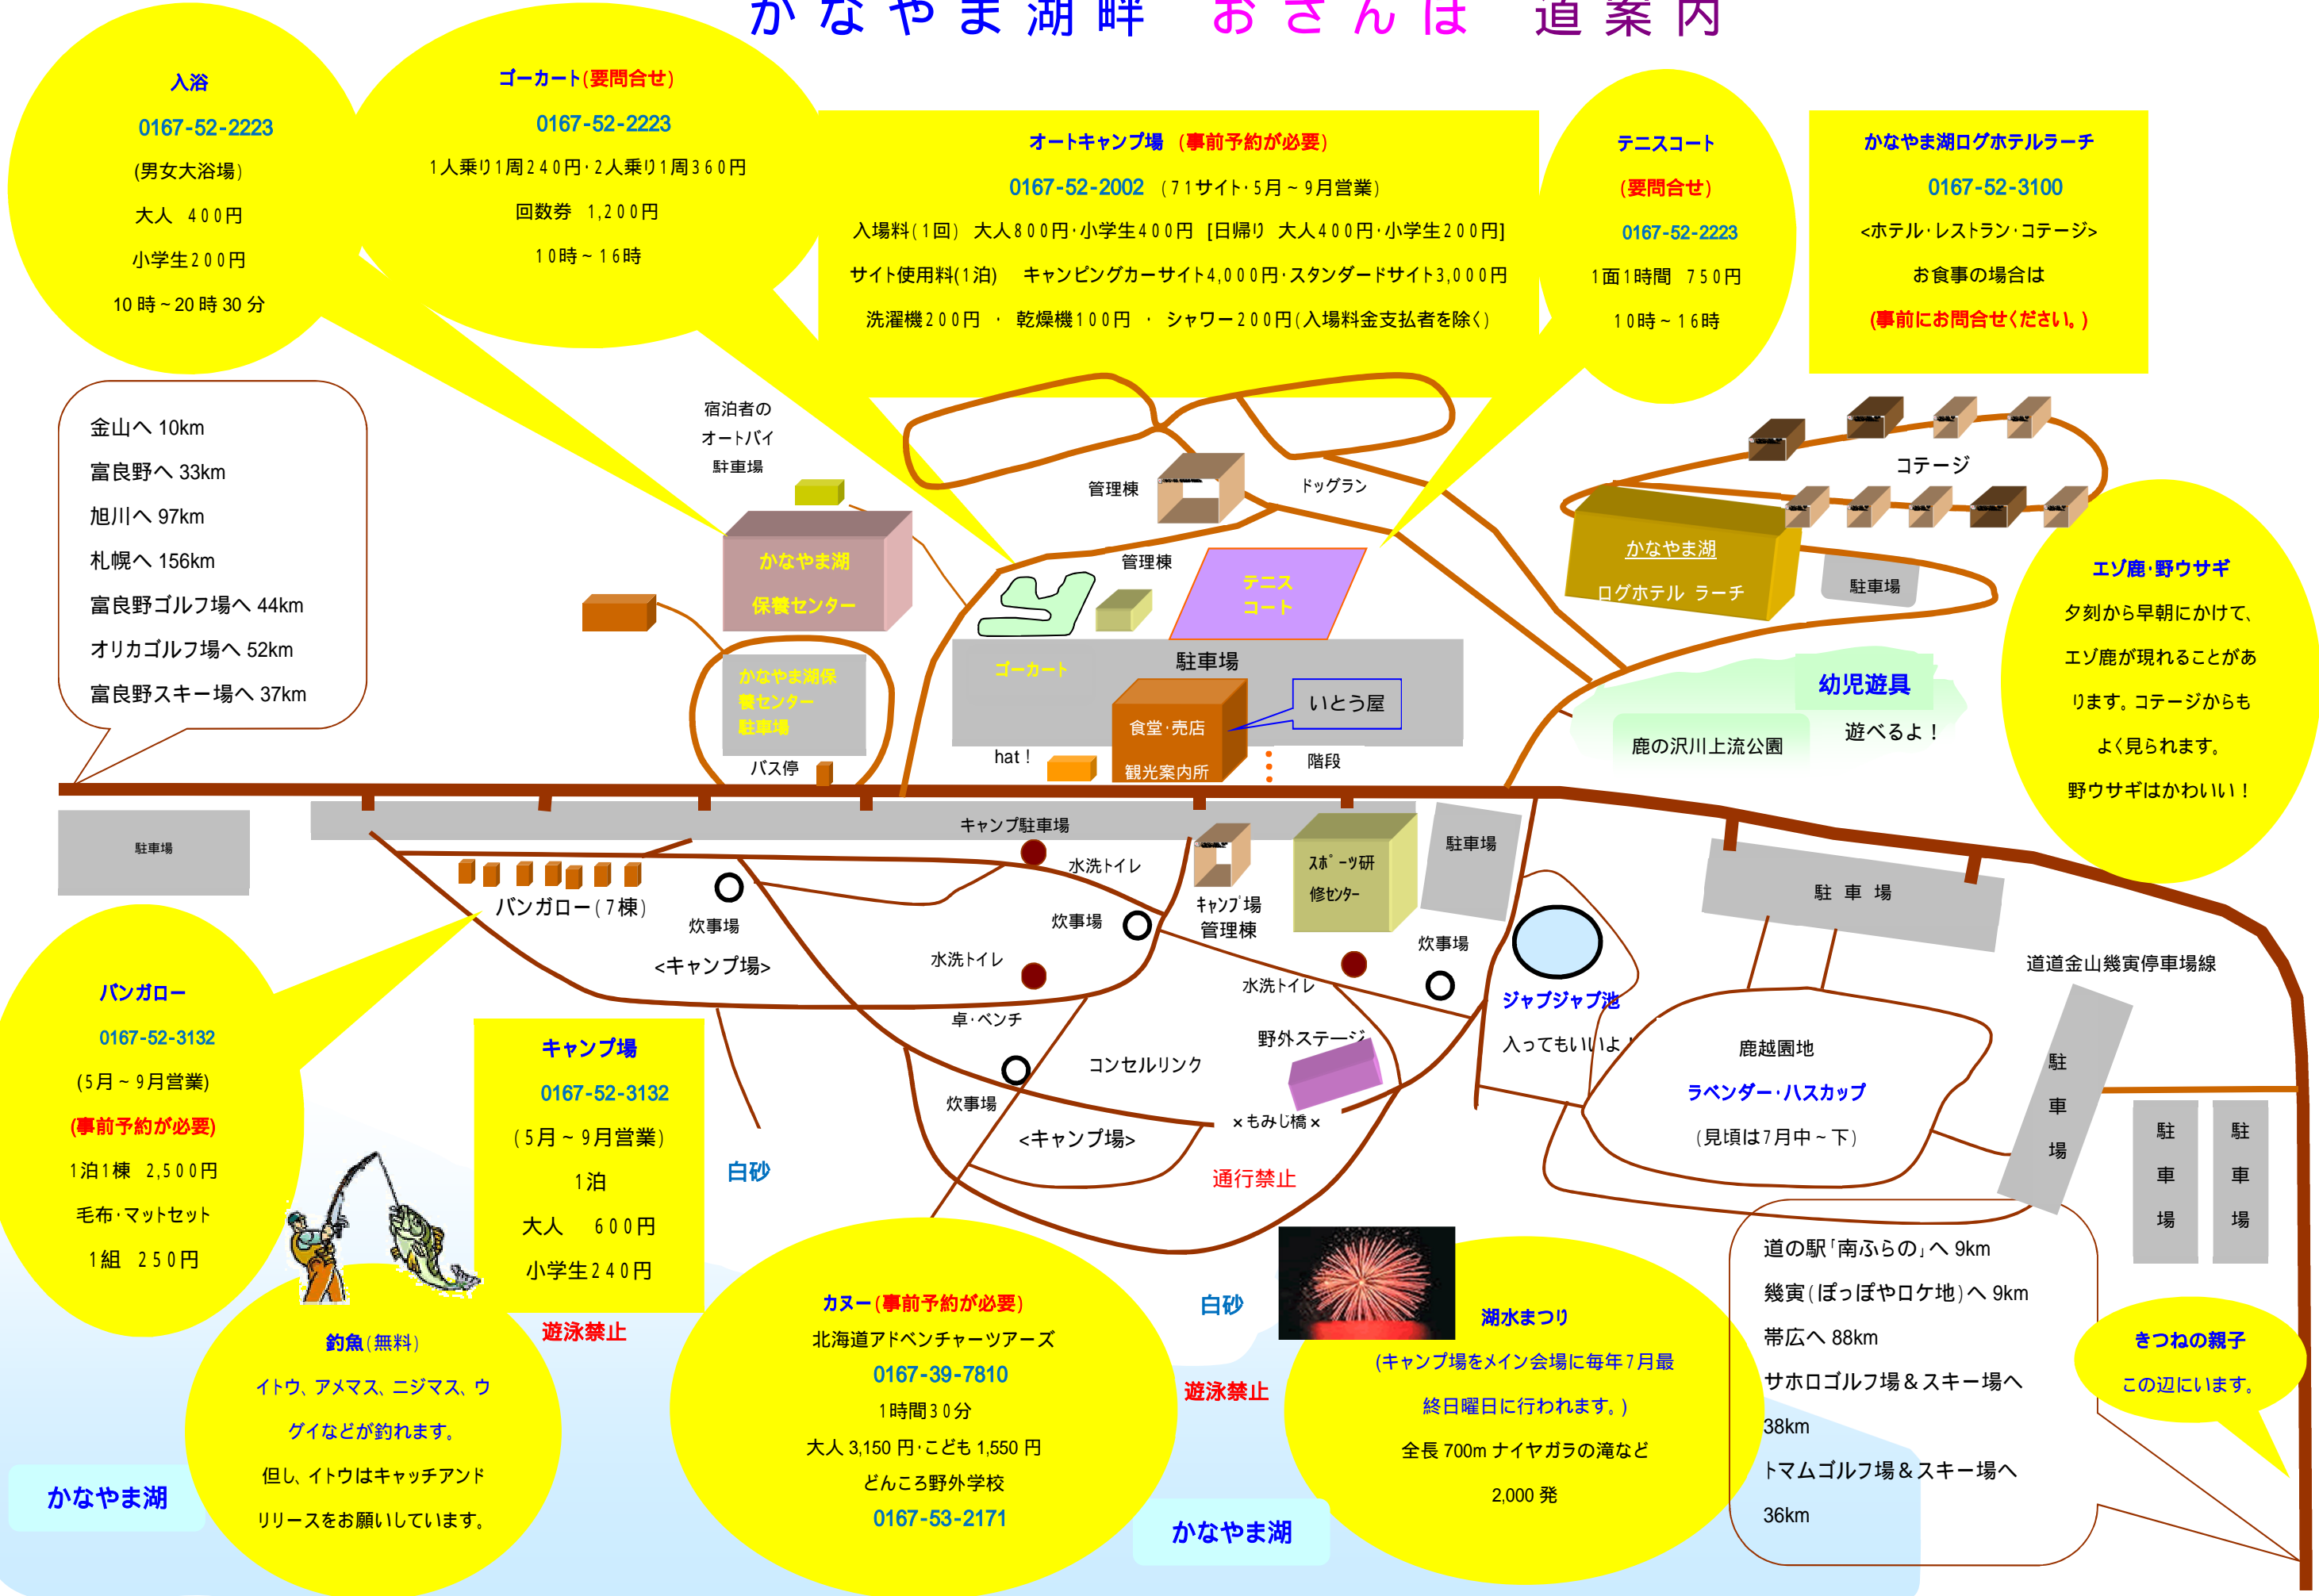 かなやま湖畔 おさんぽ 道案内
入浴
0167-52-2223
(男女大浴場)
大人 400円
小学生200円
10時~20時30分
ゴーカート(要問合せ)
0167-52-2223
1人乗り1周240円・2人乗り1周360円
回数券 1,200円
10時~16時
オートキャンプ場 (事前予約が必要)
0167-52-2002 (71サイト・5月~9月営業)
入場料(1回) 大人800円・小学生400円 [日帰り 大人400円・小学生200円]
サイト使用料(1泊) キャンピングカーサイト4,000円・スタンダードサイト3,000円
洗濯機200円 ・ 乾燥機100円 ・ シャワー200円(入場料金支払者を除く)
テニスコート
(要問合せ)
0167-52-2223
1面1時間 750円
10時~16時
かなやま湖ログホテルラーチ
0167-52-3100
<ホテル・レストラン・コテージ>
お食事の場合は
(事前にお問合せください。)
金山へ 10km
富良野へ 33km
旭川へ 97km
札幌へ 156km
富良野ゴルフ場へ 44km
オリカゴルフ場へ 52km
富良野スキー場へ 37km
宿泊者の
オートバイ
駐車場
管理棟
ドッグラン
コテージ
かなやま湖
保養センター
管理棟
テニス
コート
かなやま湖
ログホテル ラーチ
駐車場
エゾ鹿・野ウサギ
夕刻から早朝にかけて、
エゾ鹿が現れることがあ
ります。コテージからも
よく見られます。
野ウサギはかわいい!
かなやま湖保
養センター
駐車場
バス停
ゴーカート
駐車場
食堂・売店
観光案内所
いとう屋
hat!
階段
幼児遊具
遊べるよ!
鹿の沢川上流公園
駐車場
キャンプ駐車場
水洗トイレ
スポーツ研
修センター
駐車場
駐車場
バンガロー(7棟)
炊事場
炊事場
キャンプ場
管理棟
炊事場
<キャンプ場>
水洗トイレ
水洗トイレ
ジャブジャブ池
入ってもいいよ!
道道金山幾寅停車場線
卓・ベンチ
コンセルリンク
野外ステージ
炊事場
<キャンプ場>
×もみじ橋×
通行禁止
鹿越園地
ラベンダー・ハスカップ
(見頃は7月中~下)
駐車場
駐車場
駐車場
バンガロー
0167-52-3132
(5月~9月営業)
(事前予約が必要)
1泊1棟 2,500円
毛布・マットセット
1組 250円
キャンプ場
0167-52-3132
(5月~9月営業)
1泊
大人 600円
小学生240円
遊泳禁止
白砂
釣魚(無料)
イトウ、アメマス、ニジマス、ウ
グイなどが釣れます。
但し、イトウはキャッチアンド
リリースをお願いしています。
かなやま湖
カヌー(事前予約が必要)
北海道アドベンチャーツアーズ
0167-39-7810
1時間30分
大人 3,150 円・こども 1,550 円
どんころ野外学校
0167-53-2171
白砂
遊泳禁止
かなやま湖
湖水まつり
(キャンプ場をメイン会場に毎年7月最
終日曜日に行われます。)
全長 700m ナイヤガラの滝など
2,000 発
道の駅「南ふらの」へ 9km
幾寅(ぽっぽやロケ地)へ 9km
帯広へ 88km
サホロゴルフ場&スキー場へ
38km
トマムゴルフ場&スキー場へ
36km
きつねの親子
この辺にいます。